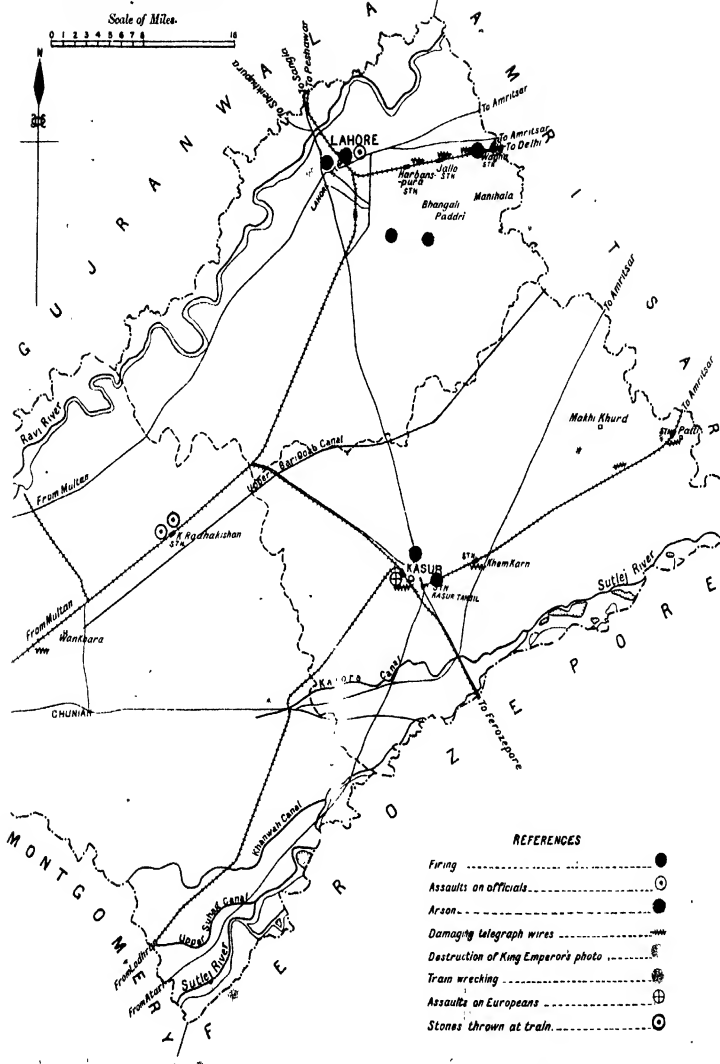 Scale of Miles.
0 1 2 3 4 5 6 7 8 16
N
GUJRANWALA
AMRITSAR
To Sheikhupura
To Sangla
To Peshawar
To Amritsar
To Amritsar
To Delhi
LAHORE
LAHORE
Harbans-
pura
STN
Jallo
STN
Wagha
STN
Manihala
Bhangali
Paddri
To Amritsar
To Amritsar
Ravi River
From Multan
Upper Bari Doab Canal
Makhi Khurd
STN Patti
K Radhakishan
STN
From Multan
Wankhara
KASUR
STN
KASUR TAHSIL
STN
Khem Karn
Sutlej River
FEROZEPORE
Canal
CHUNIAN
To Ferozepore
MONTGOMERY
Khanwah Canal
Upper Sohag Canal
Sutlej River
From Lodhra
From Atari
REFERENCES
Firing
Assaults on officials
Arson
Damaging telegraph wires
Destruction of King Emperor's photo
Train wrecking
Assaults on Europeans
Stones thrown at train